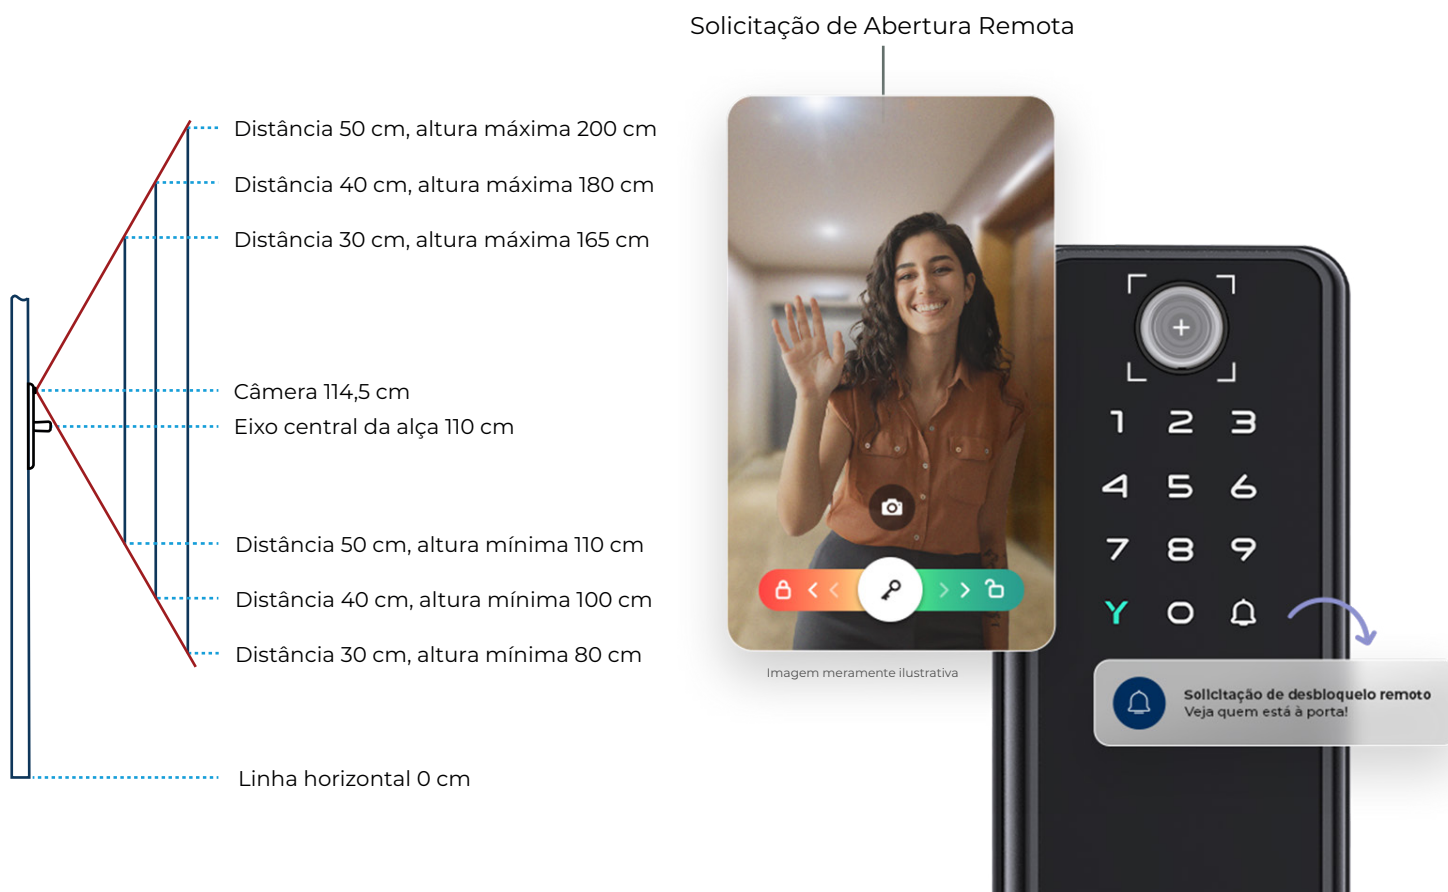 Solicitação de Abertura Remota
Distância 50 cm, altura máxima 200 cm
Distância 40 cm, altura máxima 180 cm
Distância 30 cm, altura máxima 165 cm
Câmera 114,5 cm
Eixo central da alça 110 cm
Distância 50 cm, altura mínima 110 cm
Distância 40 cm, altura mínima 100 cm
Distância 30 cm, altura mínima 80 cm
Linha horizontal 0 cm
Imagem meramente ilustrativa
1 2 3
4 5 6
7 8 9
Y 0
Solicitação de desbloqueio remoto
Veja quem está à porta!